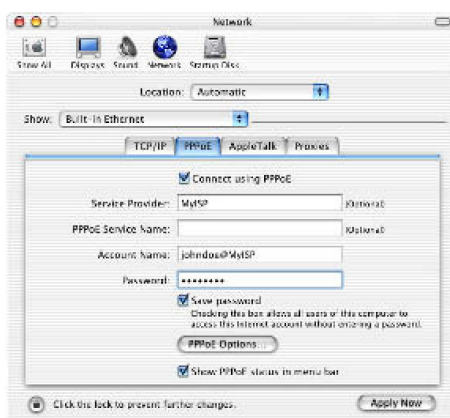 Network
Show All Displays Sound Network Startup Disk
Location: Automatic
Show: Built-in Ethernet
TCP/IP PPPoE AppleTalk Proxies
Connect using PPPoE
Service Provider: MyISP (Optional)
PPPoE Service Name: (Optional)
Account Name: johndoe@MyISP
Password: ••••••••
Save password
Checking this box allows all users of this computer to
access this Internet account without entering a password.
PPPoE Options...
Show PPPoE status in menu bar
Click the lock to prevent further changes. Apply Now